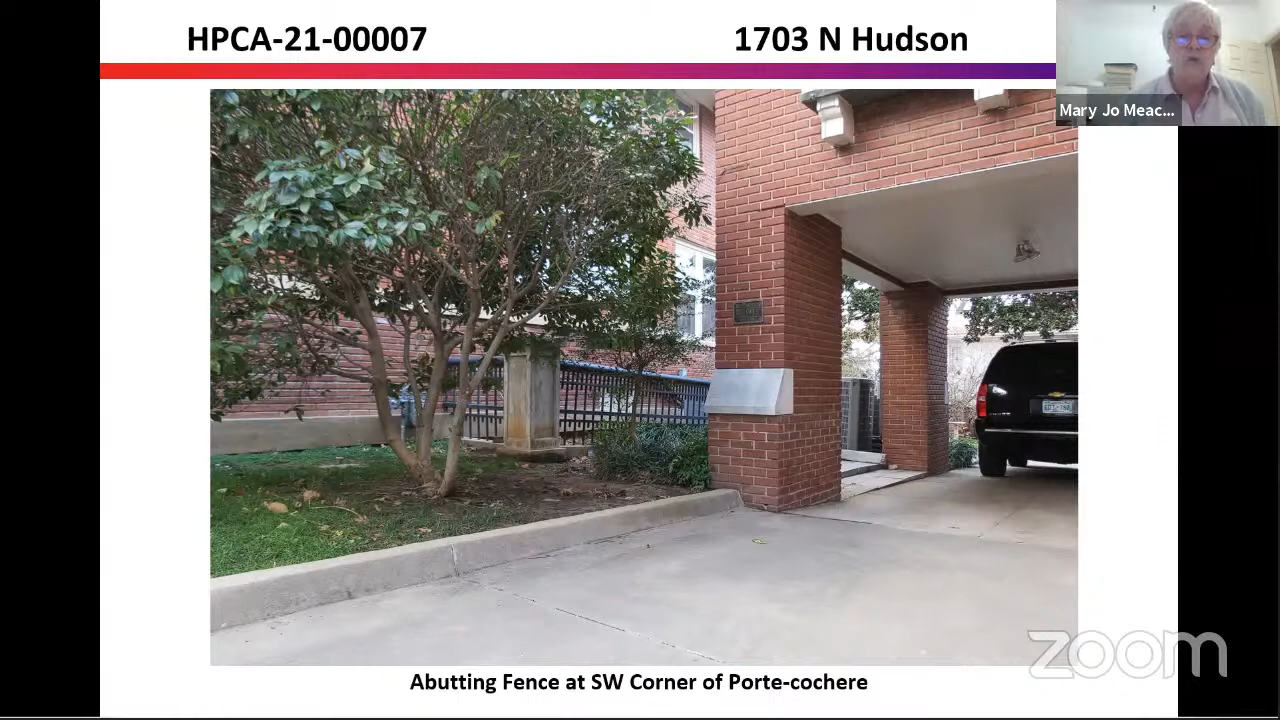 HPCA-21-00007
1703 N Hudson
Mary Jo Meac...
zoom
Abutting Fence at SW Corner of Porte-cochere